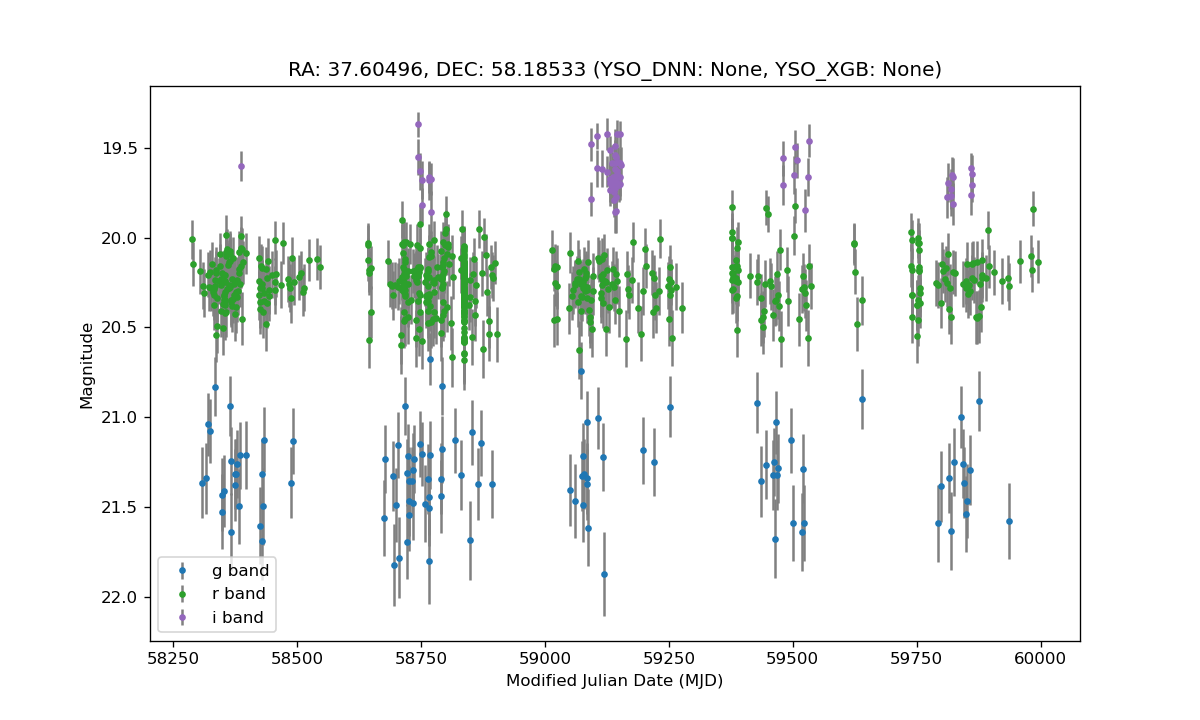 RA: 37.60496, DEC: 58.18533 (YSO_DNN: None, YSO_XGB: None)
Magnitude
19.5
20.0
20.5
21.0
21.5
22.0
g band
r band
i band
58250 58500 58750 59000 59250 59500 59750 60000
Modified Julian Date (MJD)